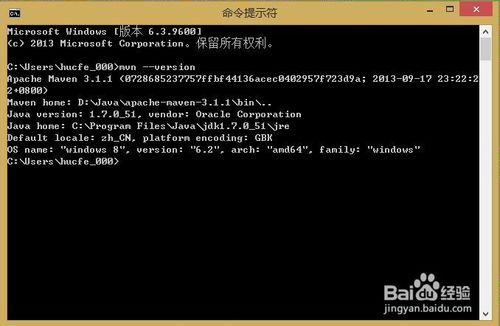 命令提示符
Microsoft Windows [版本 6.3.9600]
(c) 2013 Microsoft Corporation。保留所有权利。
C:\Users\hucfe_000>mvn --version
Apache Maven 3.1.1 (0728685237757ffbf44136acec0402957f723d9a; 2013-09-17 23:22:2
2+0800)
Maven home: D:\Java\apache-maven-3.1.1\bin\..
Java version: 1.7.0_51, vendor: Oracle Corporation
Java home: C:\Program Files\Java\jdk1.7.0_51\jre
Default locale: zh_CN, platform encoding: GBK
OS name: "windows 8", version: "6.2", arch: "amd64", family: "windows"
C:\Users\hucfe_000>
Baidu经验
jingyan.baidu.com